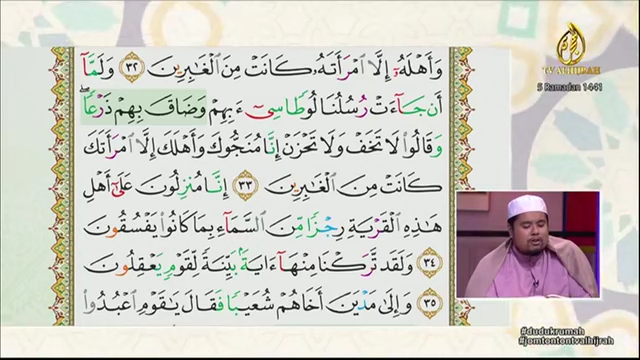 وَأَهْلَهُۥٓ إِلَّا ٱمْرَأَتَهُۥ كَانَتْ مِنَ ٱلْغَٰبِرِينَ ٣٢ وَلَمَّآ
أَن جَآءَتْ رُسُلُنَا لُوطًا سِىٓءَ بِهِمْ وَضَاقَ بِهِمْ ذَرْعًا ۖ
وَقَالُوا۟ لَا تَخَفْ وَلَا تَحْزَنْ إِنَّا مُنَجُّوكَ وَأَهْلَكَ إِلَّا ٱمْرَأَتَكَ
كَانَتْ مِنَ ٱلْغَٰبِرِينَ ٣٣ إِنَّا مُنزِلُونَ عَلَىٰٓ أَهْلِ
هَٰذِهِ ٱلْقَرْيَةِ رِجْزًا مِّنَ ٱلسَّمَآءِ بِمَا كَانُوا۟ يَفْسُقُونَ
٣٤ وَلَقَد تَّرَكْنَا مِنْهَآ ءَايَةًۢ بَيِّنَةً لِّقَوْمٍ يَعْقِلُونَ
٣٥ وَإِلَىٰ مَدْيَنَ أَخَاهُمْ شُعَيْبًا فَقَالَ يَٰقَوْمِ ٱعْبُدُوا۟
TV ALHIJRAH
5 Ramadan 1441
#dudukrumah
#jomtontontvalhijrah